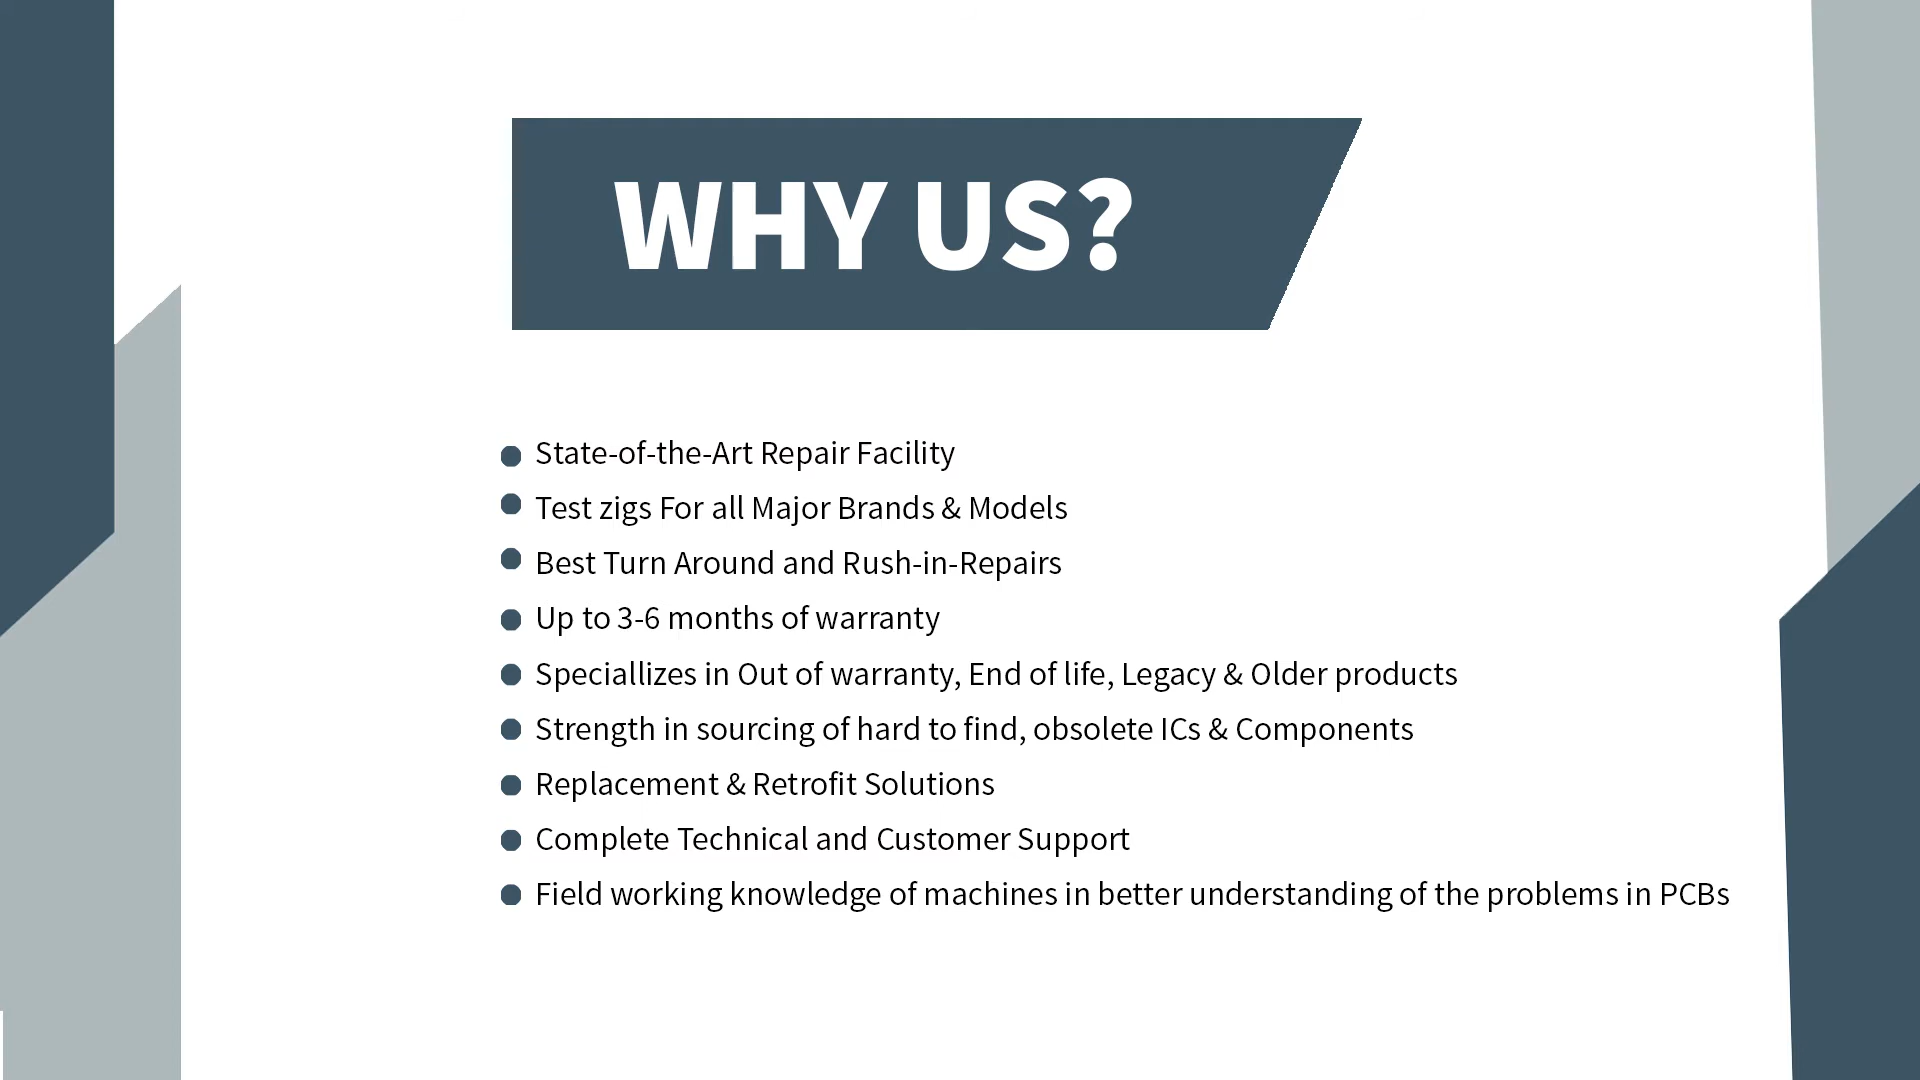 WHY US?
State-of-the-Art Repair Facility
Test zigs For all Major Brands & Models
Best Turn Around and Rush-in-Repairs
Up to 3-6 months of warranty
Speciallizes in Out of warranty, End of life, Legacy & Older products
Strength in sourcing of hard to find, obsolete ICs & Components
Replacement & Retrofit Solutions
Complete Technical and Customer Support
Field working knowledge of machines in better understanding of the problems in PCBs